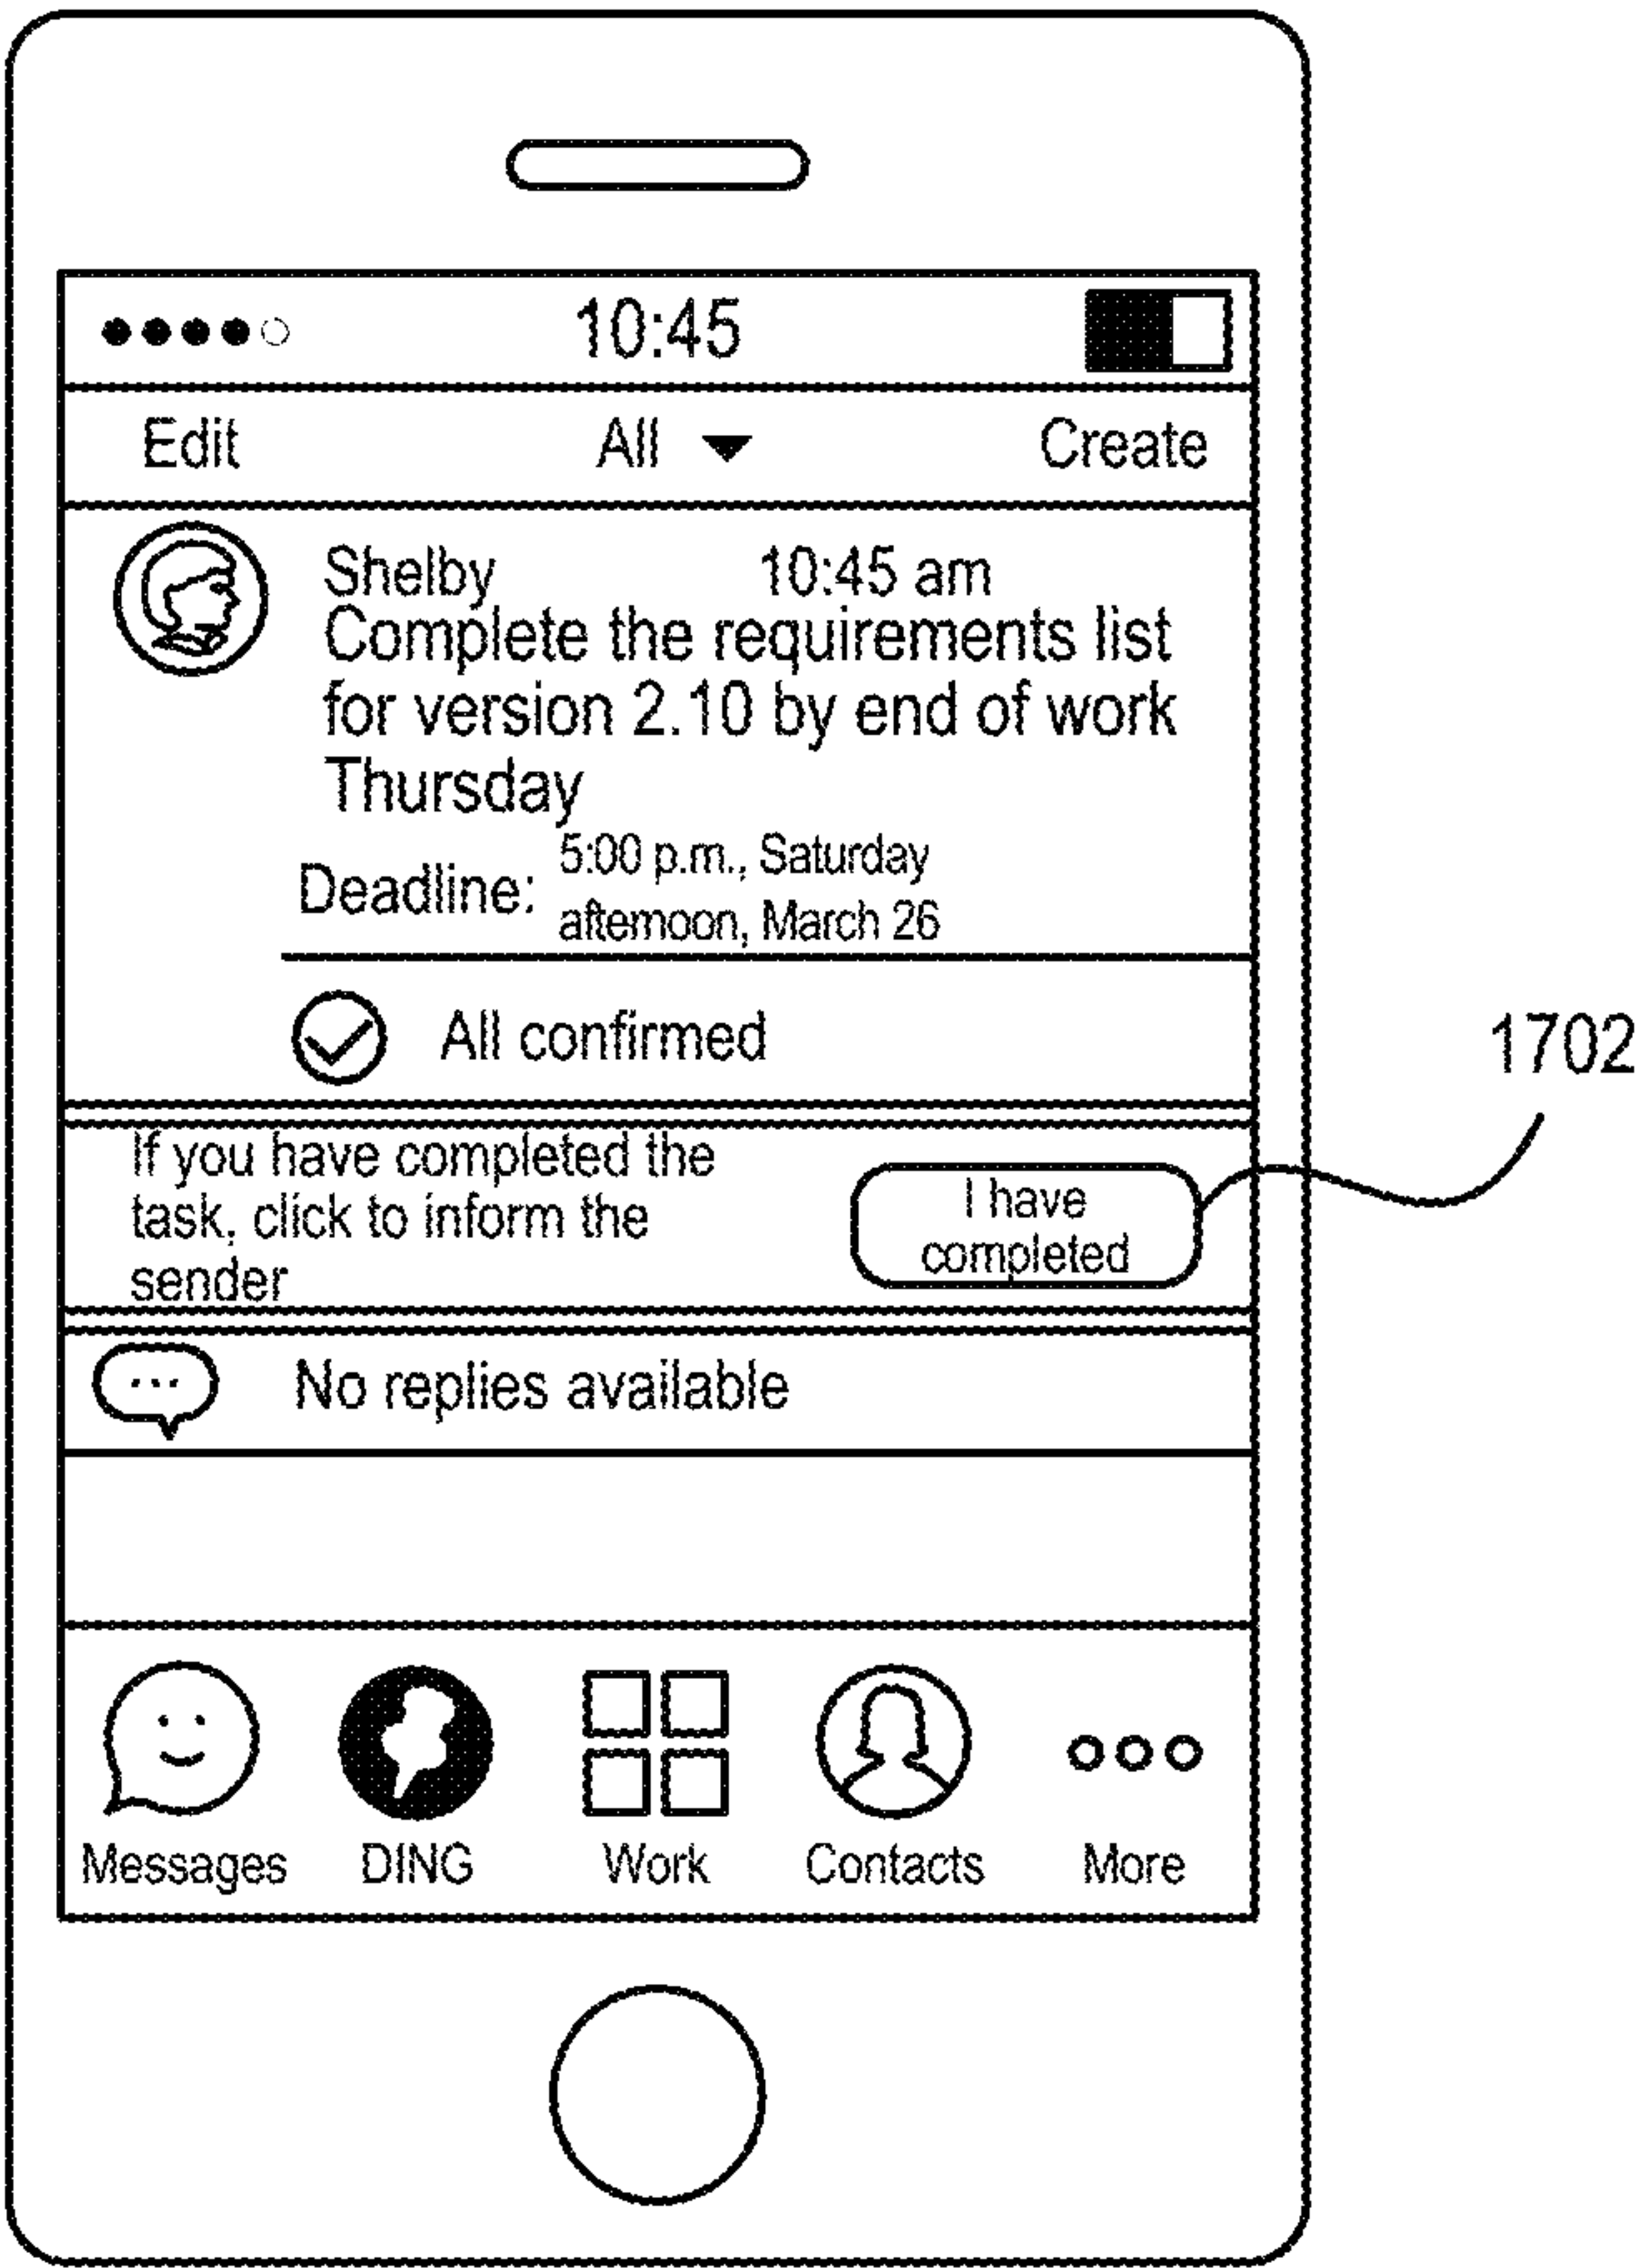 10:45
Edit All Create
Shelby 10:45 am
Complete the requirements list
for version 2.10 by end of work
Thursday
Deadline: 5:00 p.m., Saturday
afternoon, March 26
All confirmed
1702
If you have completed the
task, click to inform the
sender
I have
completed
No replies available
Messages DING Work Contacts More